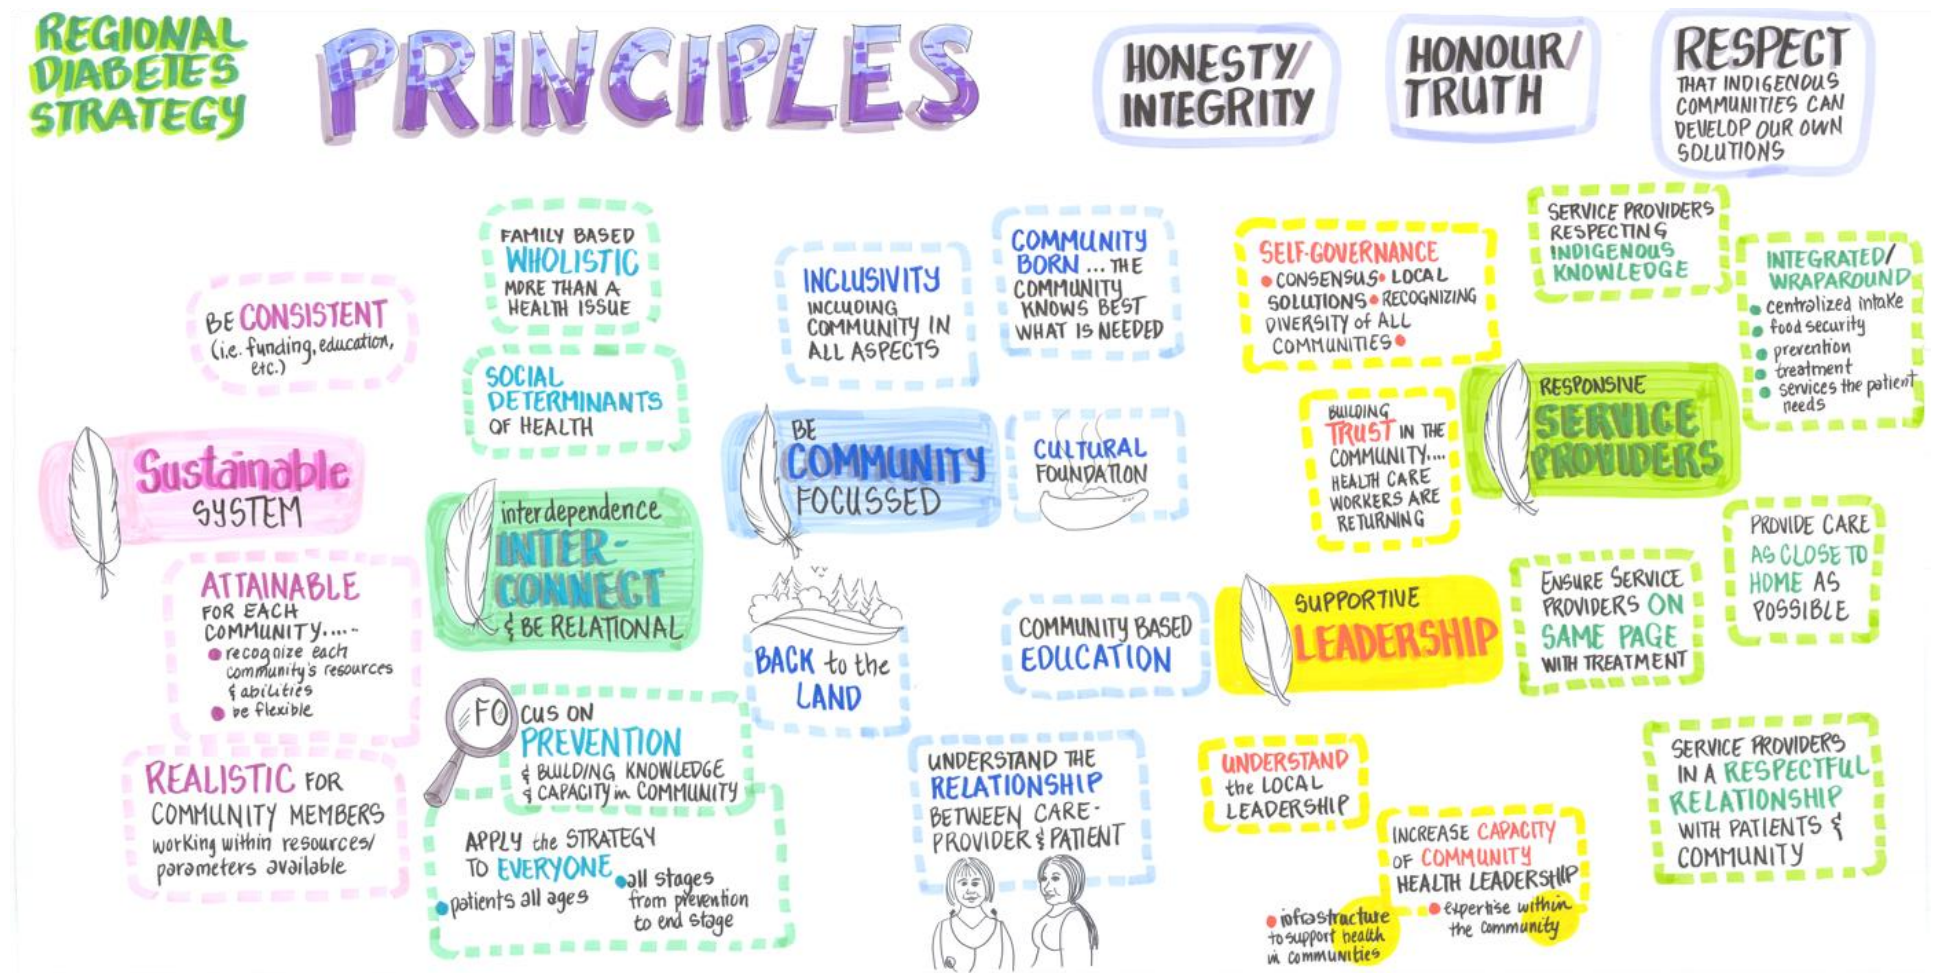 REGIONAL
DIABETES
STRATEGY
PRINCIPLES
HONESTY/
INTEGRITY
HONOUR/
TRUTH
RESPECT
THAT INDIGENOUS
COMMUNITIES CAN
DEVELOP OUR OWN
SOLUTIONS
BE CONSISTENT
(i.e. funding, education,
etc.)
Sustainable
SYSTEM
ATTAINABLE
FOR EACH
COMMUNITY.....
• recognize each
community's resources
& abilities
• be flexible
REALISTIC FOR
COMMUNITY MEMBERS
working within resources/
parameters available
FAMILY BASED
WHOLISTIC
MORE THAN A
HEALTH ISSUE
SOCIAL
DETERMINANTS
OF HEALTH
interdependence
INTER-
CONNECT
& BE RELATIONAL
FOCUS ON
PREVENTION
& BUILDING KNOWLEDGE
& CAPACITY in COMMUNITY
APPLY the STRATEGY
TO EVERYONE
• patients all ages
• all stages
from prevention
to end stage
INCLUSIVITY
INCLUDING
COMMUNITY IN
ALL ASPECTS
COMMUNITY
BORN ... THE
COMMUNITY
KNOWS BEST
WHAT IS NEEDED
BE
COMMUNITY
FOCUSSED
CULTURAL
FOUNDATION
BACK to the
LAND
COMMUNITY BASED
EDUCATION
UNDERSTAND THE
RELATIONSHIP
BETWEEN CARE-
PROVIDER & PATIENT
SELF-GOVERNANCE
• CONSENSUS • LOCAL
SOLUTIONS • RECOGNIZING
DIVERSITY of ALL
COMMUNITIES •
BUILDING
TRUST IN THE
COMMUNITY....
HEALTH CARE
WORKERS ARE
RETURNING
SUPPORTIVE
LEADERSHIP
UNDERSTAND
the LOCAL
LEADERSHIP
INCREASE CAPACITY
OF COMMUNITY
HEALTH LEADERSHIP
• infrastructure
to support health
in communities
• expertise within
the community
SERVICE PROVIDERS
RESPECTING
INDIGENOUS
KNOWLEDGE
INTEGRATED/
WRAPAROUND
• centralized intake
• food security
• prevention
• treatment
• services the patient
needs
RESPONSIVE
SERVICE
PROVIDERS
ENSURE SERVICE
PROVIDERS ON
SAME PAGE
WITH TREATMENT
PROVIDE CARE
AS CLOSE TO
HOME AS
POSSIBLE
SERVICE PROVIDERS
IN A RESPECTFUL
RELATIONSHIP
WITH PATIENTS &
COMMUNITY